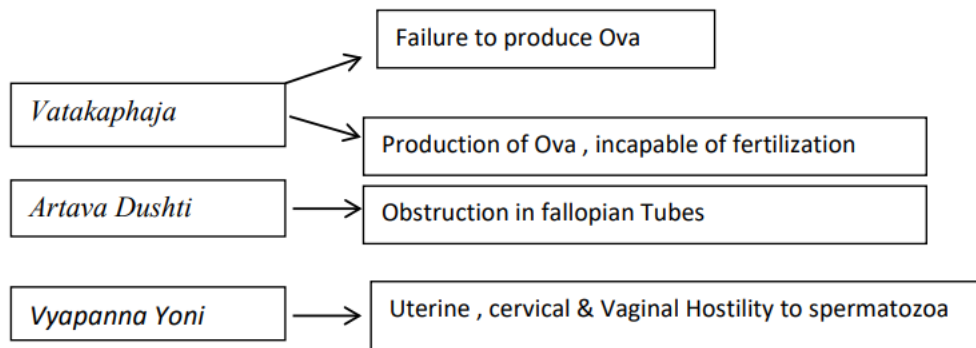 Failure to produce Ova
Vatakaphaja
Production of Ova , incapable of fertilization
Artava Dushti
Obstruction in fallopian Tubes
Vyapanna Yoni
Uterine , cervical & Vaginal Hostility to spermatozoa